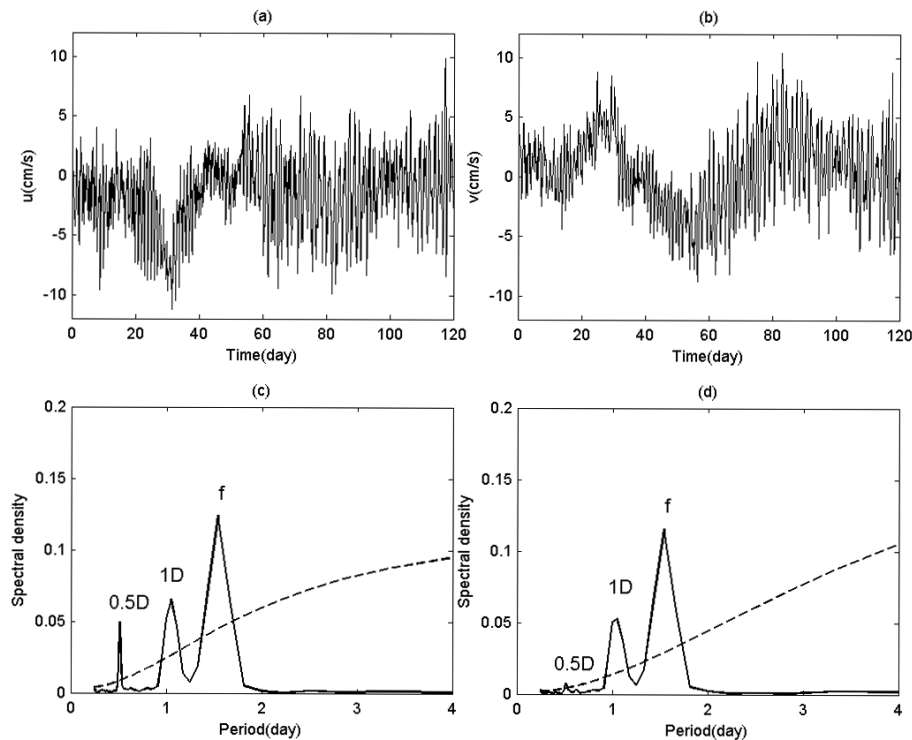 (a)
10
5
0
-5
-10
u(cm/s)
0 20 40 60 80 100 120
Time(day)
(b)
10
5
0
-5
-10
v(cm/s)
0 20 40 60 80 100 120
Time(day)
(c)
0.2
0.15
0.1
0.05
0
Spectral density
0.5D
1D
f
0 1 2 3 4
Period(day)
(d)
0.2
0.15
0.1
0.05
0
Spectral density
0.5D
1D
f
0 1 2 3 4
Period(day)